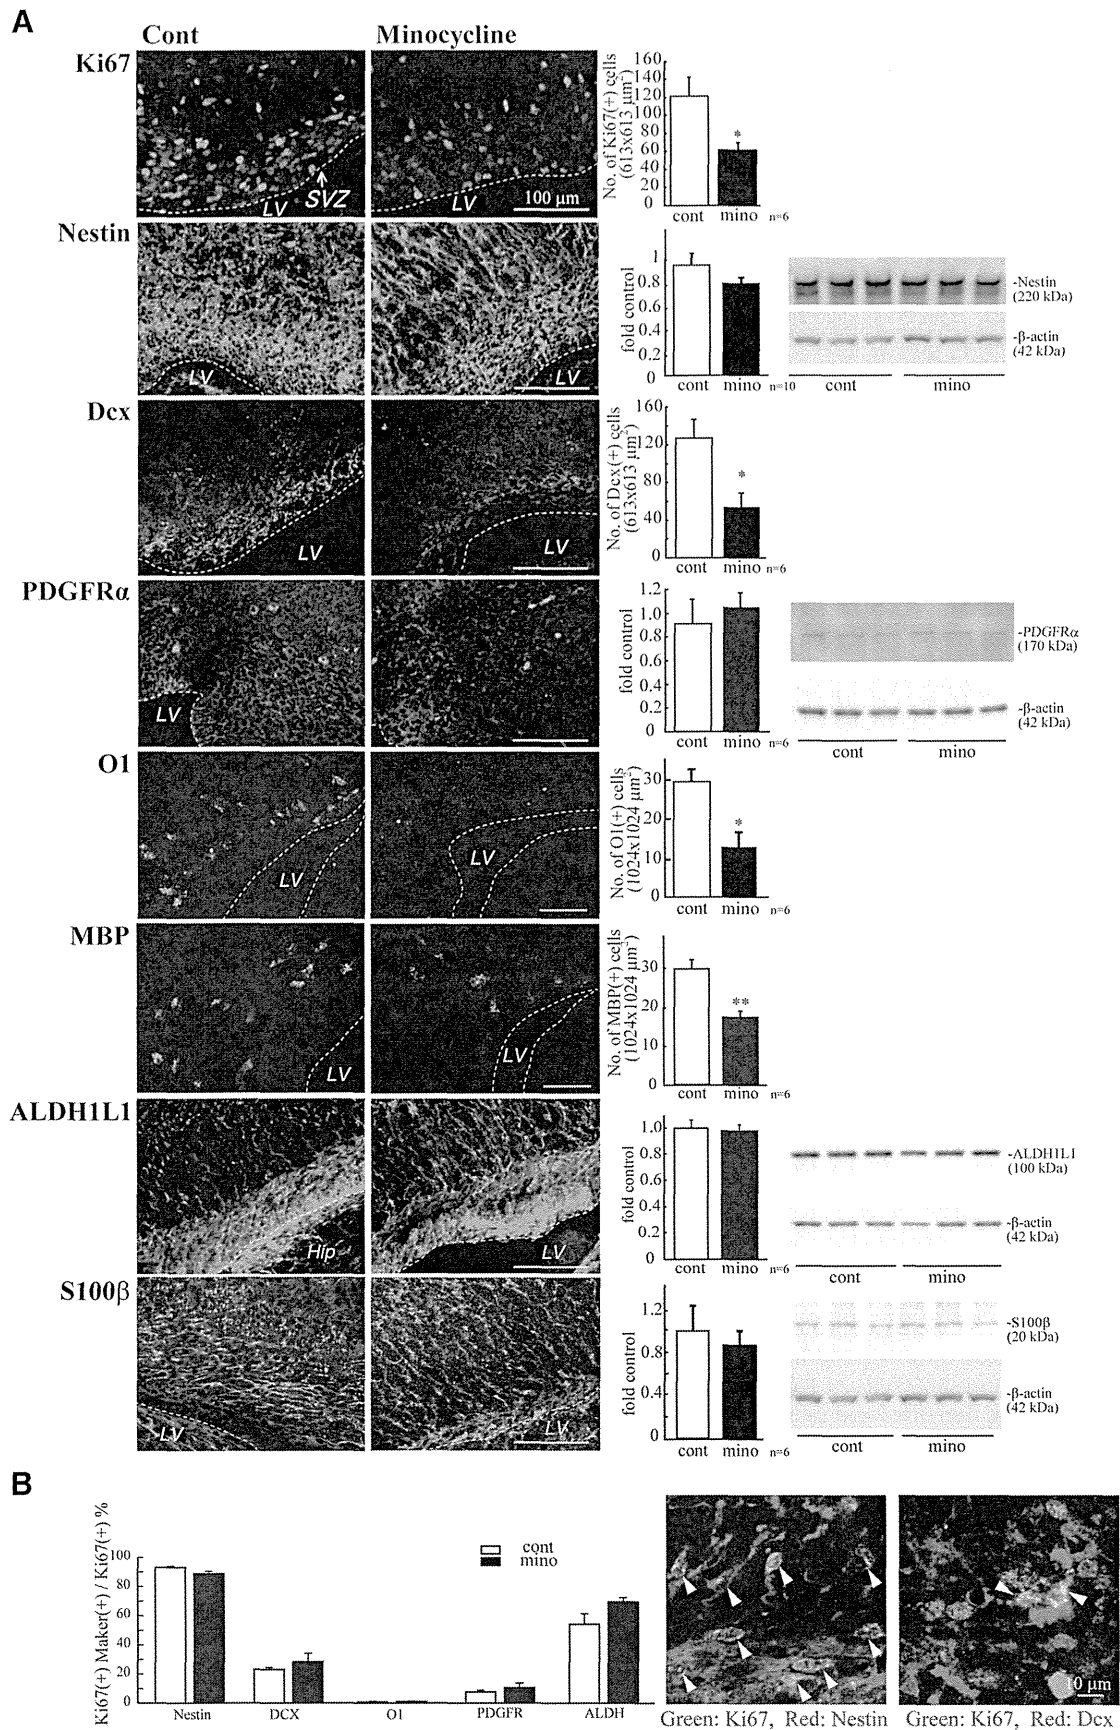 A
Cont
Minocycline
Ki67
SVZ
LV
LV
100 µm
No. of Ki67(+) cells
(613x613 µm²)
160
140
120
100
80
60
40
20
0
*
cont
mino
n=6
Nestin
LV
LV
fold control
1
0.8
0.6
0.4
0.2
0
cont
mino
n=10
-Nestin
(220 kDa)
-β-actin
(42 kDa)
cont
mino
Dcx
LV
LV
No. of Dcx(+) cells
(613x613 µm²)
160
120
80
40
0
*
cont
mino
n=6
PDGFRα
LV
fold control
1.2
1.0
0.8
0.6
0.4
0.2
0
cont
mino
n=6
-PDGFRα
(170 kDa)
-β-actin
(42 kDa)
cont
mino
O1
LV
LV
No. of O1(+) cells
(1024x1024 µm²)
30
20
10
0
*
cont
mino
n=6
MBP
LV
LV
No. of MBP(+) cells
(1024x1024 µm²)
30
20
10
0
**
cont
mino
n=6
ALDH1L1
Hip
LV
fold control
1.0
0.8
0.6
0.4
0.2
0
cont
mino
n=6
-ALDH1L1
(100 kDa)
-β-actin
(42 kDa)
cont
mino
S100β
LV
LV
fold control
1.2
0.8
0.4
0
cont
mino
n=6
-S100β
(20 kDa)
-β-actin
(42 kDa)
cont
mino
B
Ki67(+) Maker(+) / Ki67(+) %
100
80
60
40
20
0
cont
mino
Nestin
DCX
O1
PDGFR
ALDH
10 µm
Green: Ki67, Red: Nestin
Green: Ki67, Red: Dcx